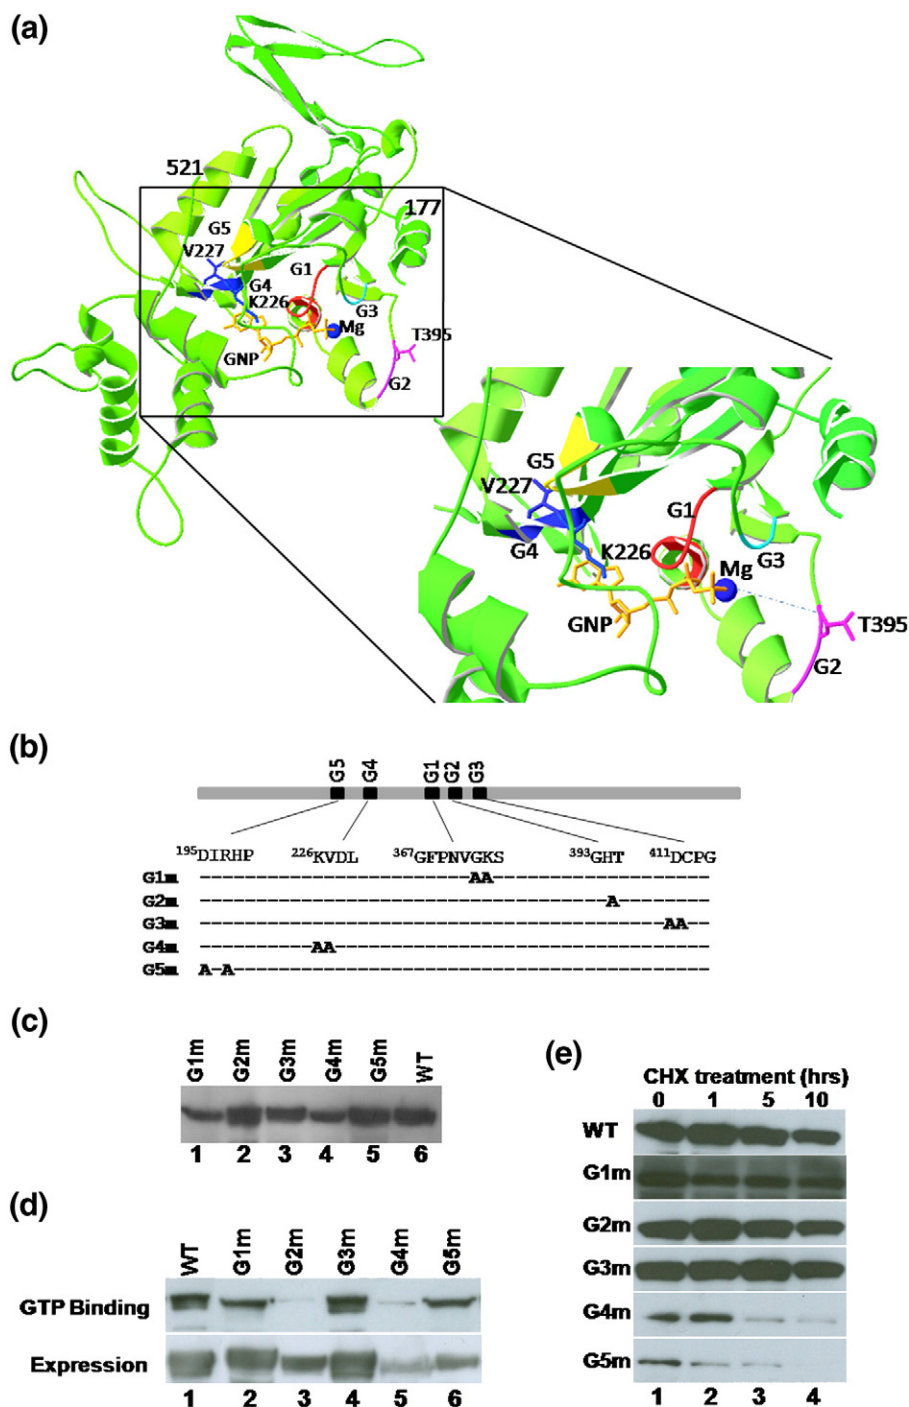 (a)
521
177
G5
V227
G1
G4
K226
G3
Mg
T395
GNP
G2
G5
V227
G1
G4
K226
G3
Mg
GNP
T395
G2
(b)
G5 G4 G1 G2 G3
195DIRHP 226KVDL 367GFPNVGKS 393GHT 411DCPG
G1m AA
G2m A
G3m AA
G4m AA
G5m A-A
(c)
G1m G2m G3m G4m G5m WT
1 2 3 4 5 6
(d)
WT G1m G2m G3m G4m G5m
GTP Binding
Expression
1 2 3 4 5 6
(e)
CHX treatment (hrs)
0 1 5 10
WT
G1m
G2m
G3m
G4m
G5m
1 2 3 4